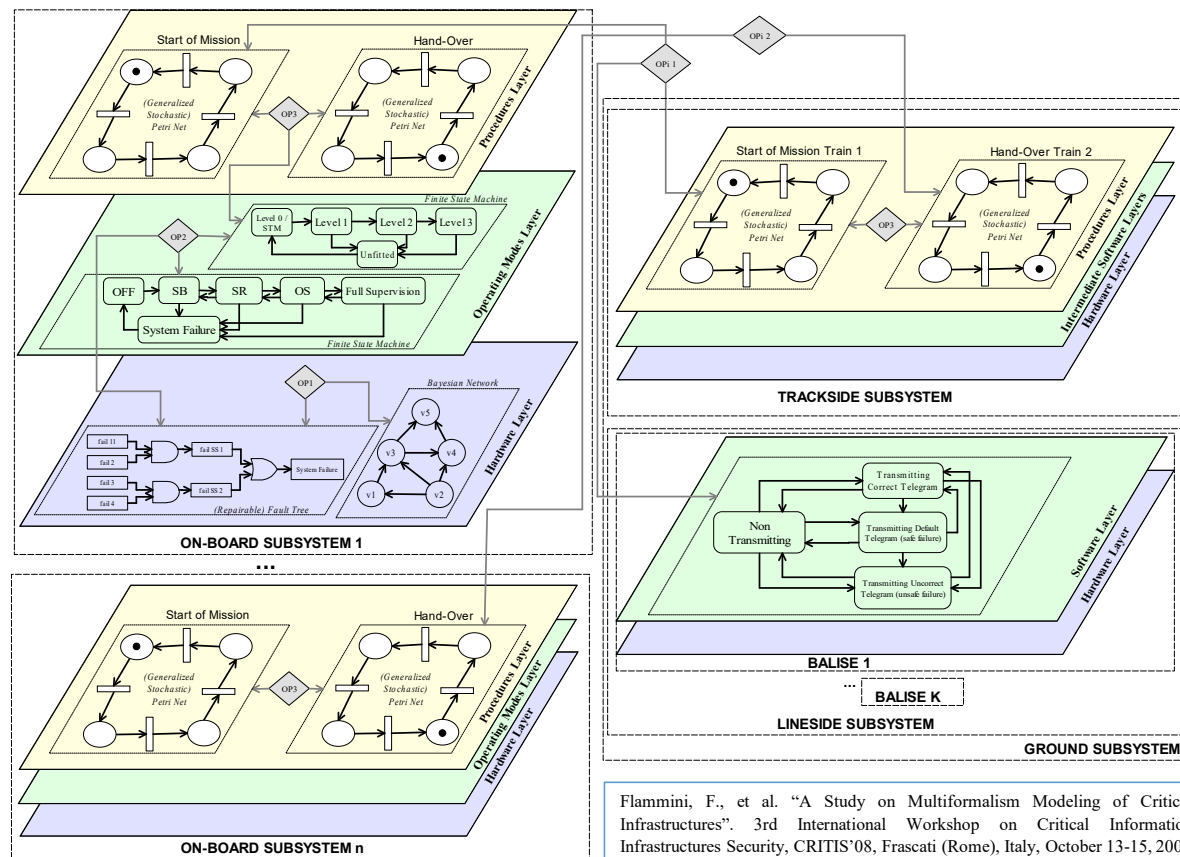 Start of Mission
Hand-Over
(Generalized
Stochastic)
Petri Net
OP3
(Generalized
Stochastic)
Petri Net
Procedures Layer
OPi 1
OPi 2
Finite State Machine
Level 0 /
STM
Level 1
Level 2
Level 3
Unfitted
OP2
OFF
SB
SR
OS
Full Supervision
System Failure
Finite State Machine
Operating Modes Layer
OP1
Bayesian Network
v5
v3
v4
v1
v2
fail 11
fail 2
fail 3
fail 4
fail SS 1
fail SS 2
System Failure
(Repairable) Fault Tree
Hardware Layer
ON-BOARD SUBSYSTEM 1
...
Start of Mission
Hand-Over
(Generalized
Stochastic)
Petri Net
OP3
(Generalized
Stochastic)
Petri Net
Procedures Layer
Operating Modes Layer
Hardware Layer
ON-BOARD SUBSYSTEM n
Start of Mission Train 1
Hand-Over Train 2
(Generalized
Stochastic)
Petri Net
OP3
(Generalized
Stochastic)
Petri Net
Procedures Layer
Intermediate Software Layers
Hardware Layer
TRACKSIDE SUBSYSTEM
Transmitting
Correct Telegram
Non
Transmitting
Transmitting Default
Telegram (safe failure)
Transmitting Uncorrect
Telegram (unsafe failure)
Software Layer
Hardware Layer
BALISE 1
...
BALISE K
LINESIDE SUBSYSTEM
GROUND SUBSYSTEM
Flammini, F., et al. “A Study on Multiformalism Modeling of Critic
Infrastructures”. 3rd International Workshop on Critical Informatio
Infrastructures Security, CRITIS’08, Frascati (Rome), Italy, October 13-15, 200